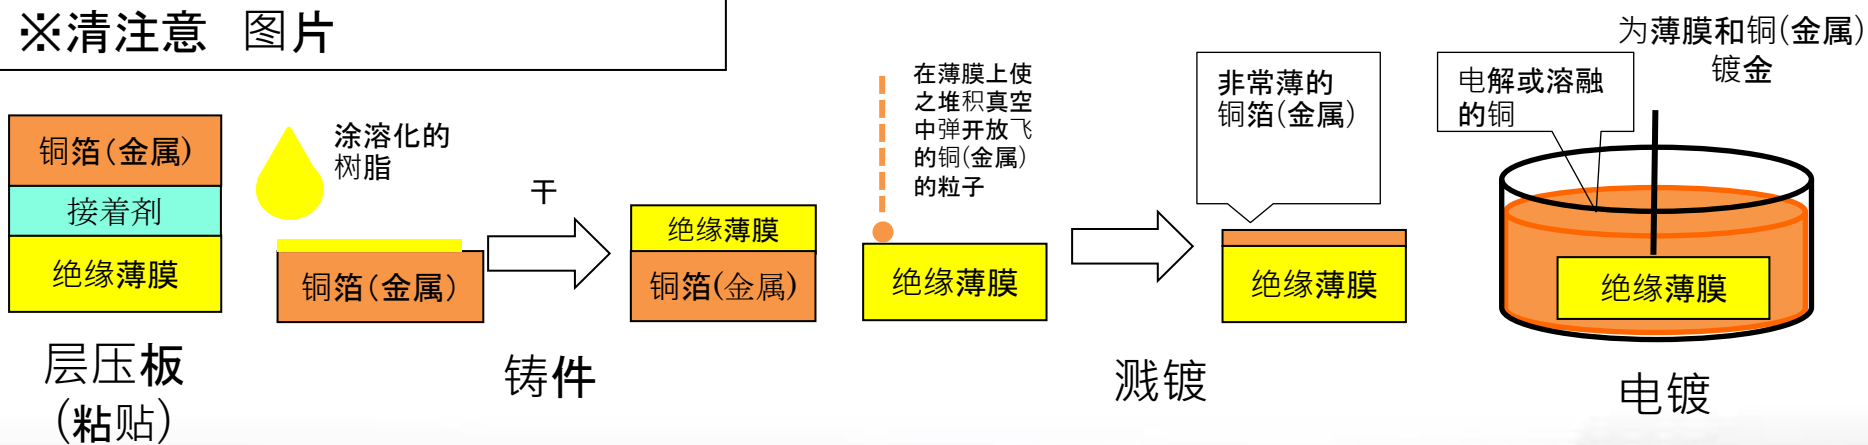 ※清注意 图片
铜箔(金属)
接着剂
绝缘薄膜
层压板
(粘贴)
涂溶化的
树脂
铜箔(金属)
干
绝缘薄膜
铜箔(金属)
铸件
在薄膜上使
之堆积真空
中弹开放飞
的铜(金属)
的粒子
绝缘薄膜
非常薄的
铜箔(金属)
绝缘薄膜
溅镀
为薄膜和铜(金属)
镀金
电解或溶融
的铜
绝缘薄膜
电镀